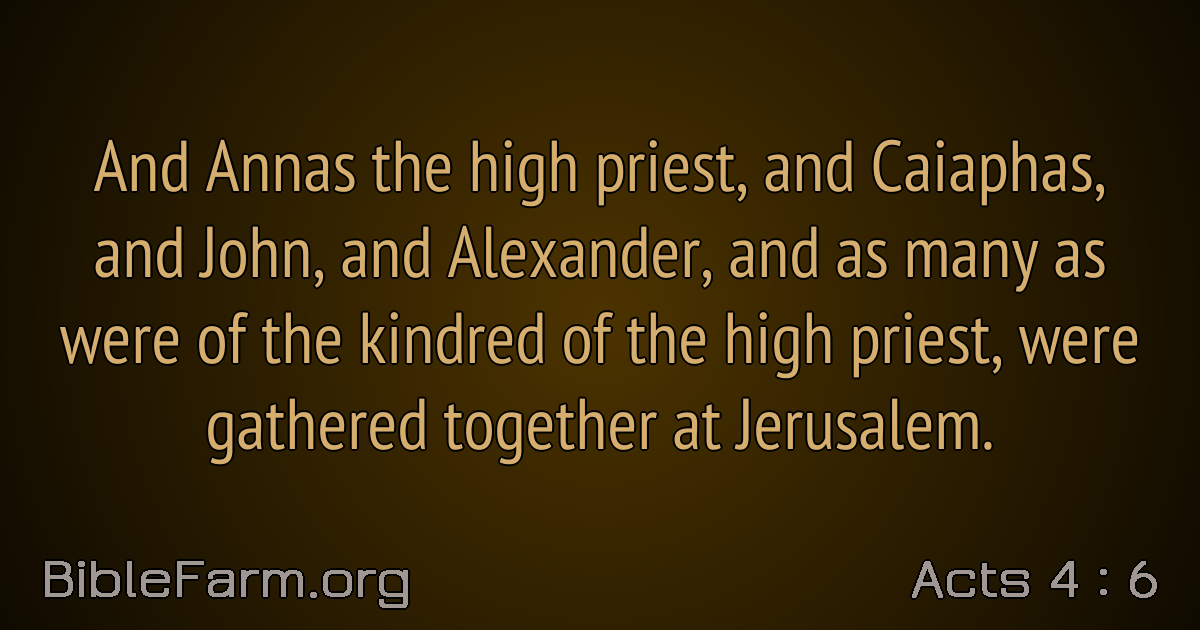 And Annas the high priest, and Caiaphas,
and John, and Alexander, and as many as
were of the kindred of the high priest, were
gathered together at Jerusalem.
BibleFarm.org
Acts 4 : 6